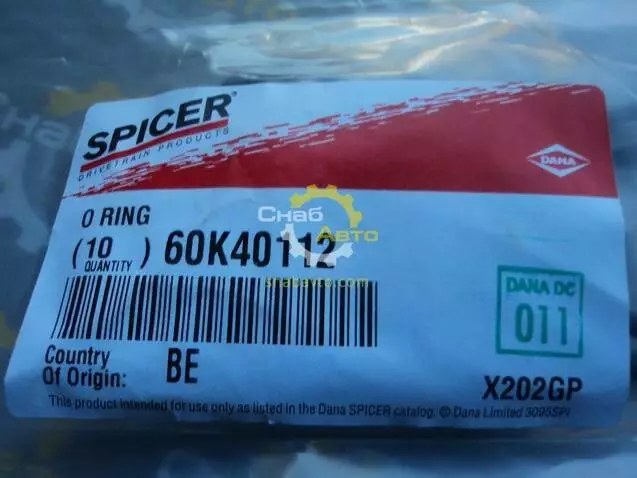 SPICER®
DRIVETRAIN PRODUCTS
DANA
O RING
(10) 60K40112
QUANTITY
Снаб
Авто
snabavto.com
DANA DC
011
Country
Of Origin: BE
X202GP
This product intended for use only as listed in the Dana SPICER catalog. © Dana Limited 3095SPI